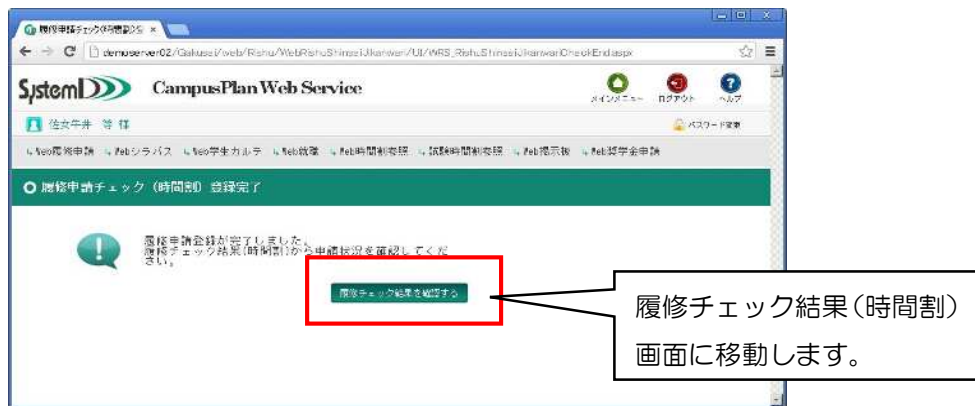 履修申請チェック(時間割)登
demoserver02/Gakusei/web/Rishu/WebRishuShinseiJikanwari/UI/WRS_RishuShinseiJikanwariCheckEnd.aspx
SystemD CampusPlan Web Service
メインメニュー ログアウト ヘルプ
佐女牛井 等 様 パスワード変更
Web履修申請 Webシラバス Web学生カルテ Web就職 Web時間割参照 試験時間割参照 Web掲示板 Web奨学金申請
履修申請チェック（時間割）登録完了
履修申請登録が完了しました。
履修チェック結果(時間割)から申請状況を確認してくだ
さい。
履修チェック結果を確認する
履修チェック結果（時間割）
画面に移動します。